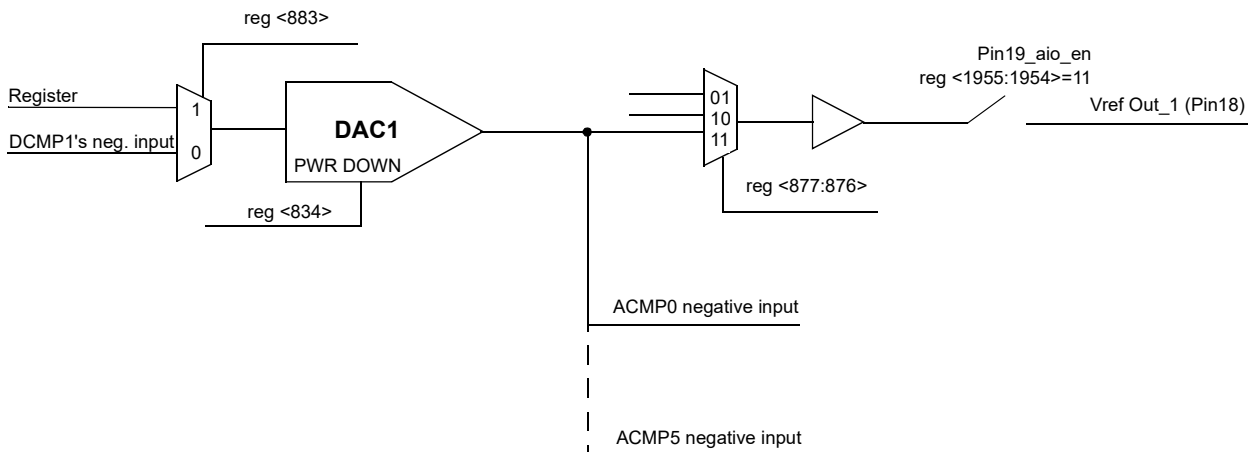 reg <883>
Pin19_aio_en
reg <1955:1954>=11
Register
DCMP1's neg. input
1
0
DAC1
PWR DOWN
01
10
11
Vref Out_1 (Pin18)
reg <877:876>
reg <834>
ACMP0 negative input
ACMP5 negative input